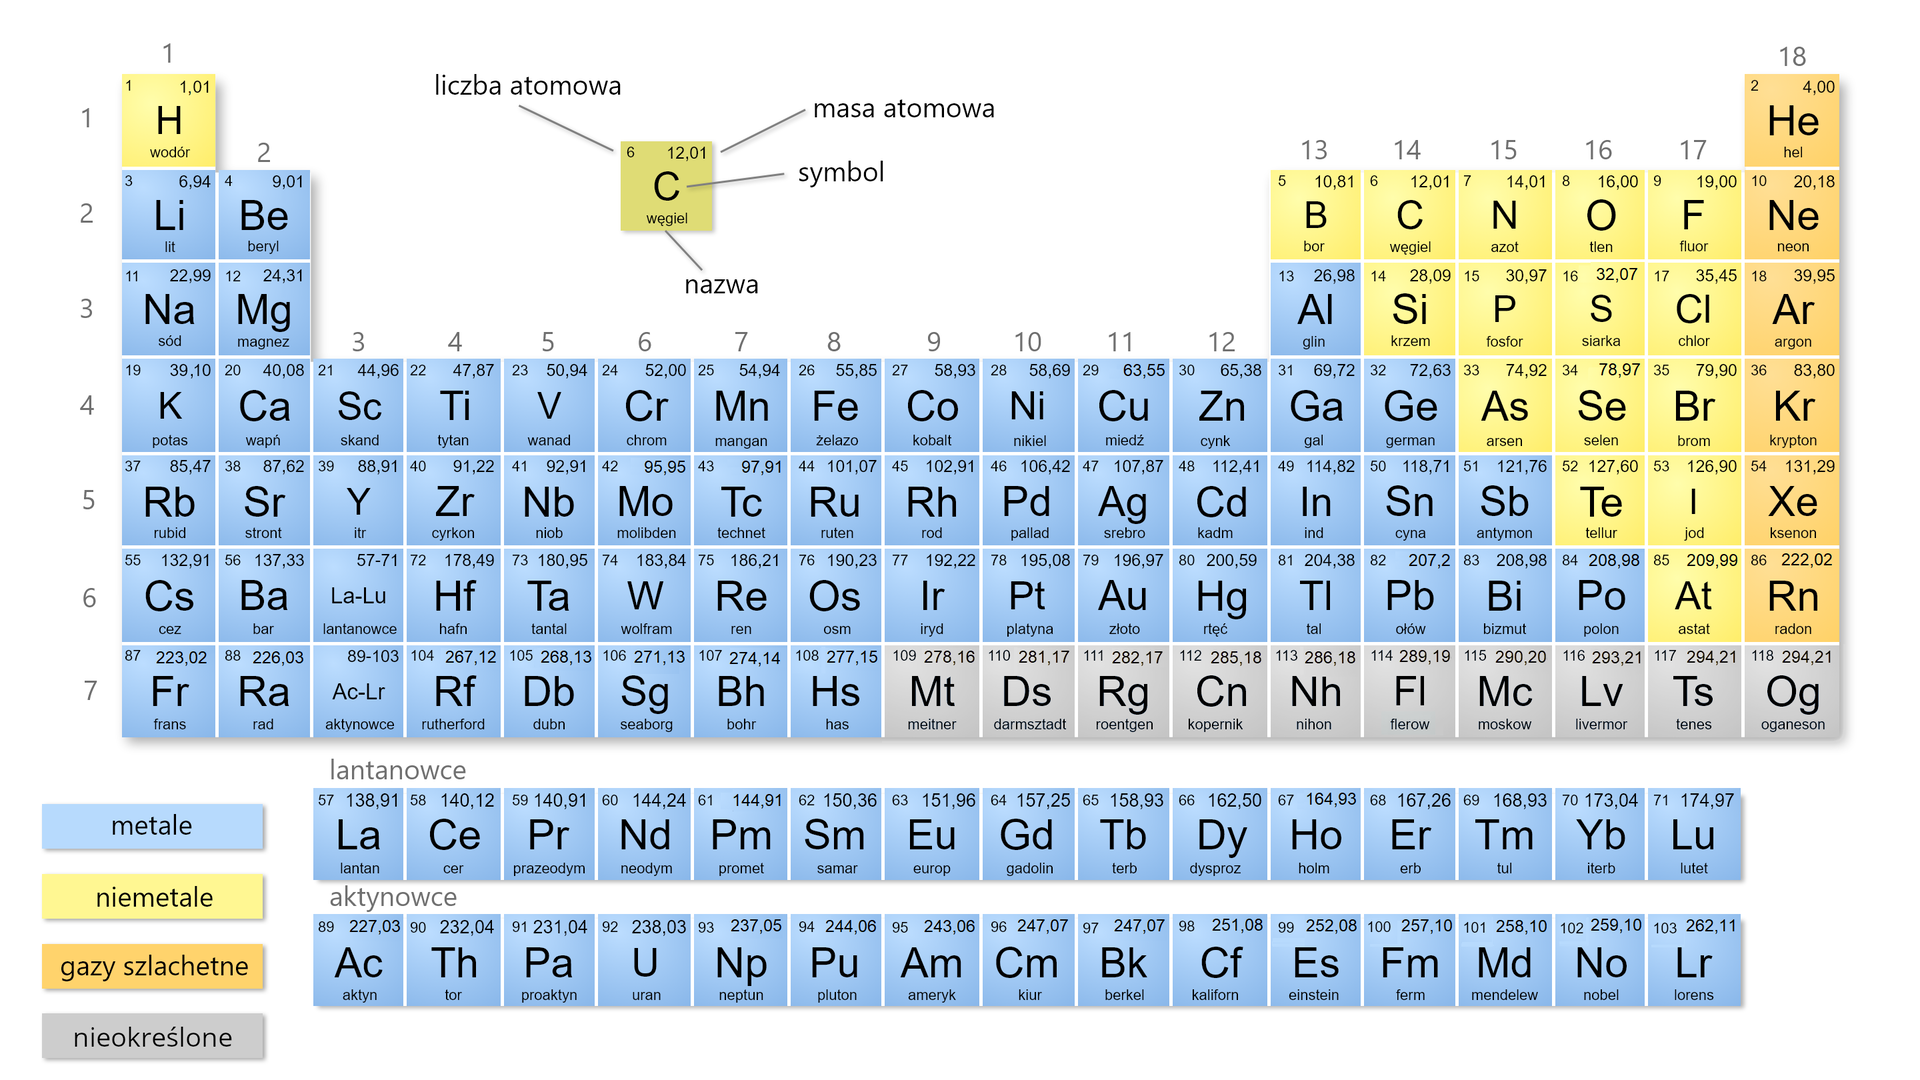 1
18
liczba atomowa
masa atomowa
symbol
nazwa
6 12,01
C
węgiel
1
1 1,01
H
wodór
2 4,00
He
hel
2
13 14 15 16 17
2
3 6,94
Li
lit
4 9,01
Be
beryl
5 10,81
B
bor
6 12,01
C
węgiel
7 14,01
N
azot
8 16,00
O
tlen
9 19,00
F
fluor
10 20,18
Ne
neon
3
11 22,99
Na
sód
12 24,31
Mg
magnez
13 26,98
Al
glin
14 28,09
Si
krzem
15 30,97
P
fosfor
16 32,07
S
siarka
17 35,45
Cl
chlor
18 39,95
Ar
argon
3 4 5 6 7 8 9 10 11 12
4
19 39,10
K
potas
20 40,08
Ca
wapń
21 44,96
Sc
skand
22 47,87
Ti
tytan
23 50,94
V
wanad
24 52,00
Cr
chrom
25 54,94
Mn
mangan
26 55,85
Fe
żelazo
27 58,93
Co
kobalt
28 58,69
Ni
nikiel
29 63,55
Cu
miedź
30 65,38
Zn
cynk
31 69,72
Ga
gal
32 72,63
Ge
german
33 74,92
As
arsen
34 78,97
Se
selen
35 79,90
Br
brom
36 83,80
Kr
krypton
5
37 85,47
Rb
rubid
38 87,62
Sr
stront
39 88,91
Y
itr
40 91,22
Zr
cyrkon
41 92,91
Nb
niob
42 95,95
Mo
molibden
43 97,91
Tc
technet
44 101,07
Ru
ruten
45 102,91
Rh
rod
46 106,42
Pd
pallad
47 107,87
Ag
srebro
48 112,41
Cd
kadm
49 114,82
In
ind
50 118,71
Sn
cyna
51 121,76
Sb
antymon
52 127,60
Te
tellur
53 126,90
I
jod
54 131,29
Xe
ksenon
6
55 132,91
Cs
cez
56 137,33
Ba
bar
57-71
La-Lu
lantanowce
72 178,49
Hf
hafn
73 180,95
Ta
tantal
74 183,84
W
wolfram
75 186,21
Re
ren
76 190,23
Os
osm
77 192,22
Ir
iryd
78 195,08
Pt
platyna
79 196,97
Au
złoto
80 200,59
Hg
rtęć
81 204,38
Tl
tal
82 207,2
Pb
ołów
83 208,98
Bi
bizmut
84 208,98
Po
polon
85 209,99
At
astat
86 222,02
Rn
radon
7
87 223,02
Fr
frans
88 226,03
Ra
rad
89-103
Ac-Lr
aktynowce
104 267,12
Rf
rutherford
105 268,13
Db
dubn
106 271,13
Sg
seaborg
107 274,14
Bh
bohr
108 277,15
Hs
has
109 278,16
Mt
meitner
110 281,17
Ds
darmsztadt
111 282,17
Rg
roentgen
112 285,18
Cn
kopernik
113 286,18
Nh
nihon
114 289,19
Fl
flerow
115 290,20
Mc
moskow
116 293,21
Lv
livermor
117 294,21
Ts
tenes
118 294,21
Og
oganeson
lantanowce
57 138,91
La
lantan
58 140,12
Ce
cer
59 140,91
Pr
prazeodym
60 144,24
Nd
neodym
61 144,91
Pm
promet
62 150,36
Sm
samar
63 151,96
Eu
europ
64 157,25
Gd
gadolin
65 158,93
Tb
terb
66 162,50
Dy
dysproz
67 164,93
Ho
holm
68 167,26
Er
erb
69 168,93
Tm
tul
70 173,04
Yb
iterb
71 174,97
Lu
lutet
aktynowce
89 227,03
Ac
aktyn
90 232,04
Th
tor
91 231,04
Pa
proaktyn
92 238,03
U
uran
93 237,05
Np
neptun
94 244,06
Pu
pluton
95 243,06
Am
ameryk
96 247,07
Cm
kiur
97 247,07
Bk
berkel
98 251,08
Cf
kaliforn
99 252,08
Es
einstein
100 257,10
Fm
ferm
101 258,10
Md
mendelew
102 259,10
No
nobel
103 262,11
Lr
lorens
metale
niemetale
gazy szlachetne
nieokreślone